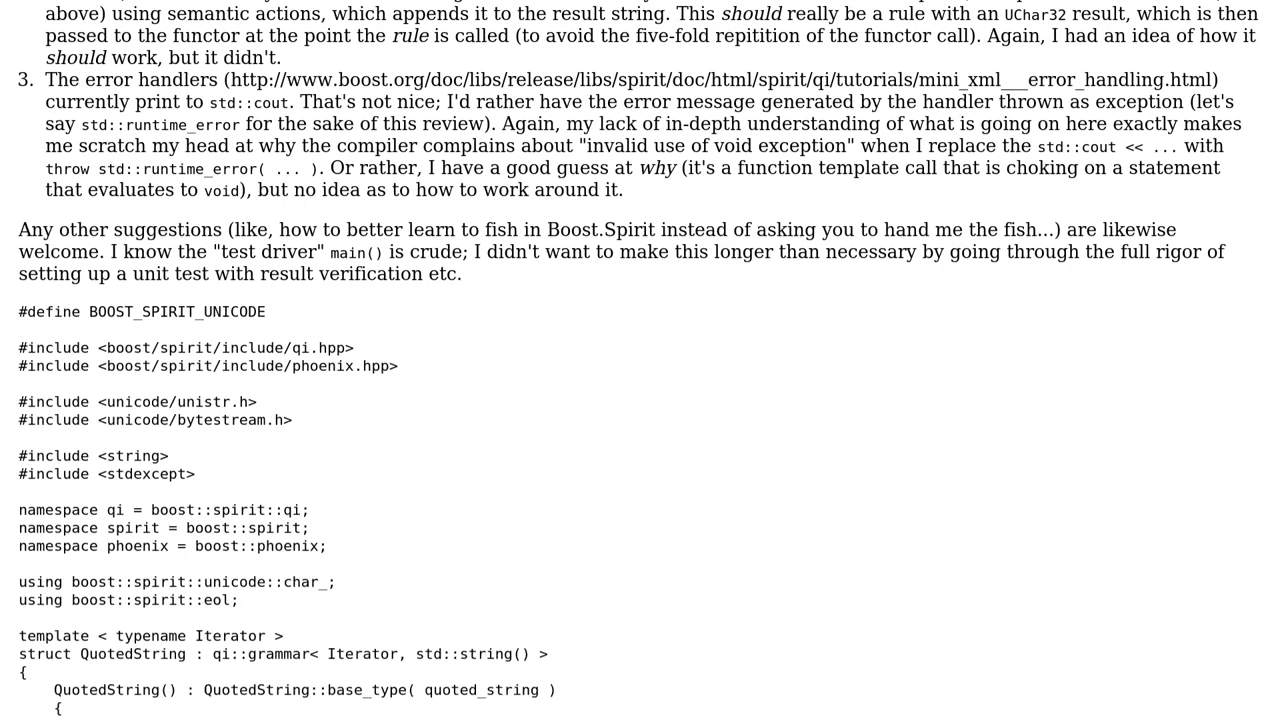 above) using semantic actions, which appends it to the result string. This should really be a rule with an UChar32 result, which is then
passed to the functor at the point the rule is called (to avoid the five-fold repitition of the functor call). Again, I had an idea of how it
should work, but it didn't.
3. The error handlers (http://www.boost.org/doc/libs/release/libs/spirit/doc/html/spirit/qi/tutorials/mini_xml___error_handling.html)
currently print to std::cout. That's not nice; I'd rather have the error message generated by the handler thrown as exception (let's
say std::runtime_error for the sake of this review). Again, my lack of in-depth understanding of what is going on here exactly makes
me scratch my head at why the compiler complains about "invalid use of void exception" when I replace the std::cout << ... with
throw std::runtime_error( ... ). Or rather, I have a good guess at why (it's a function template call that is choking on a statement
that evaluates to void), but no idea as to how to work around it.
Any other suggestions (like, how to better learn to fish in Boost.Spirit instead of asking you to hand me the fish...) are likewise
welcome. I know the "test driver" main() is crude; I didn't want to make this longer than necessary by going through the full rigor of
setting up a unit test with result verification etc.
#define BOOST_SPIRIT_UNICODE
#include <boost/spirit/include/qi.hpp>
#include <boost/spirit/include/phoenix.hpp>
#include <unicode/unistr.h>
#include <unicode/bytestream.h>
#include <string>
#include <stdexcept>
namespace qi = boost::spirit::qi;
namespace spirit = boost::spirit;
namespace phoenix = boost::phoenix;
using boost::spirit::unicode::char_;
using boost::spirit::eol;
template < typename Iterator >
struct QuotedString : qi::grammar< Iterator, std::string() >
{
    QuotedString() : QuotedString::base_type( quoted_string )
    {